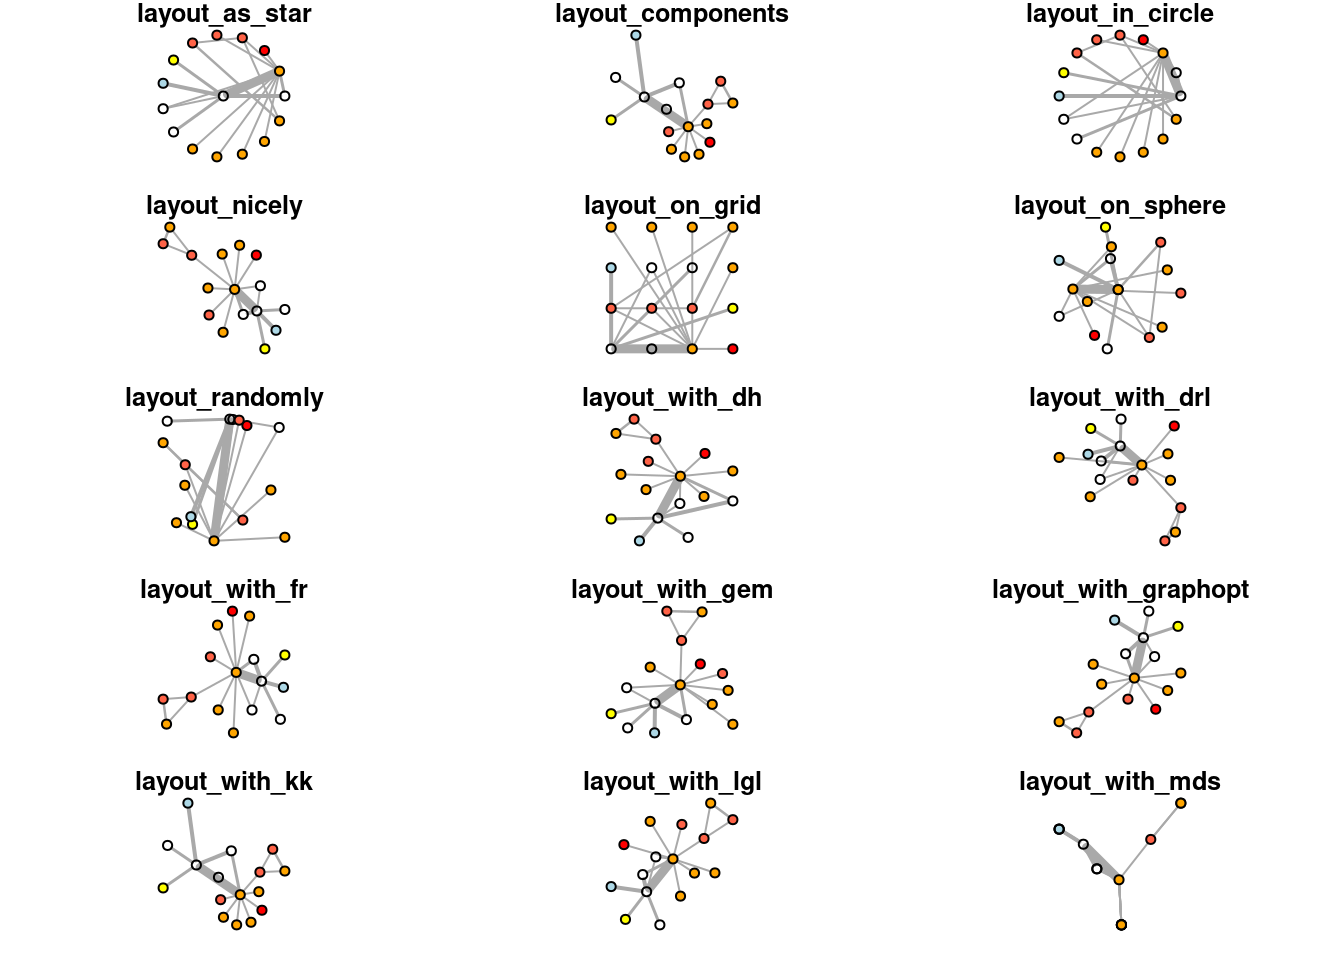 layout_as_star
layout_components
layout_in_circle
layout_nicely
layout_on_grid
layout_on_sphere
layout_randomly
layout_with_dh
layout_with_drl
layout_with_fr
layout_with_gem
layout_with_graphopt
layout_with_kk
layout_with_lgl
layout_with_mds